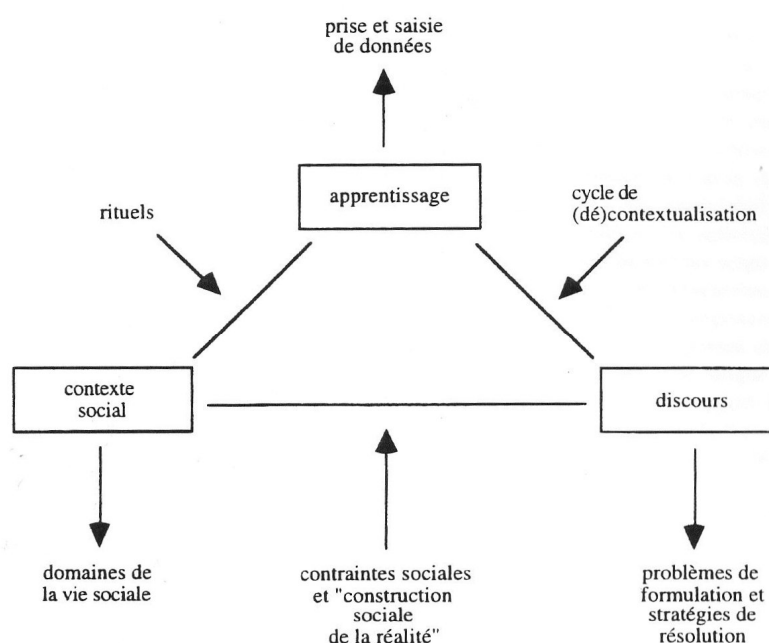 prise et saisie
de données
apprentissage
rituels
cycle de
(dé)contextualisation
contexte
social
discours
domaines de
la vie sociale
contraintes sociales
et "construction
sociale
de la réalité"
problèmes de
formulation et
stratégies de
résolution